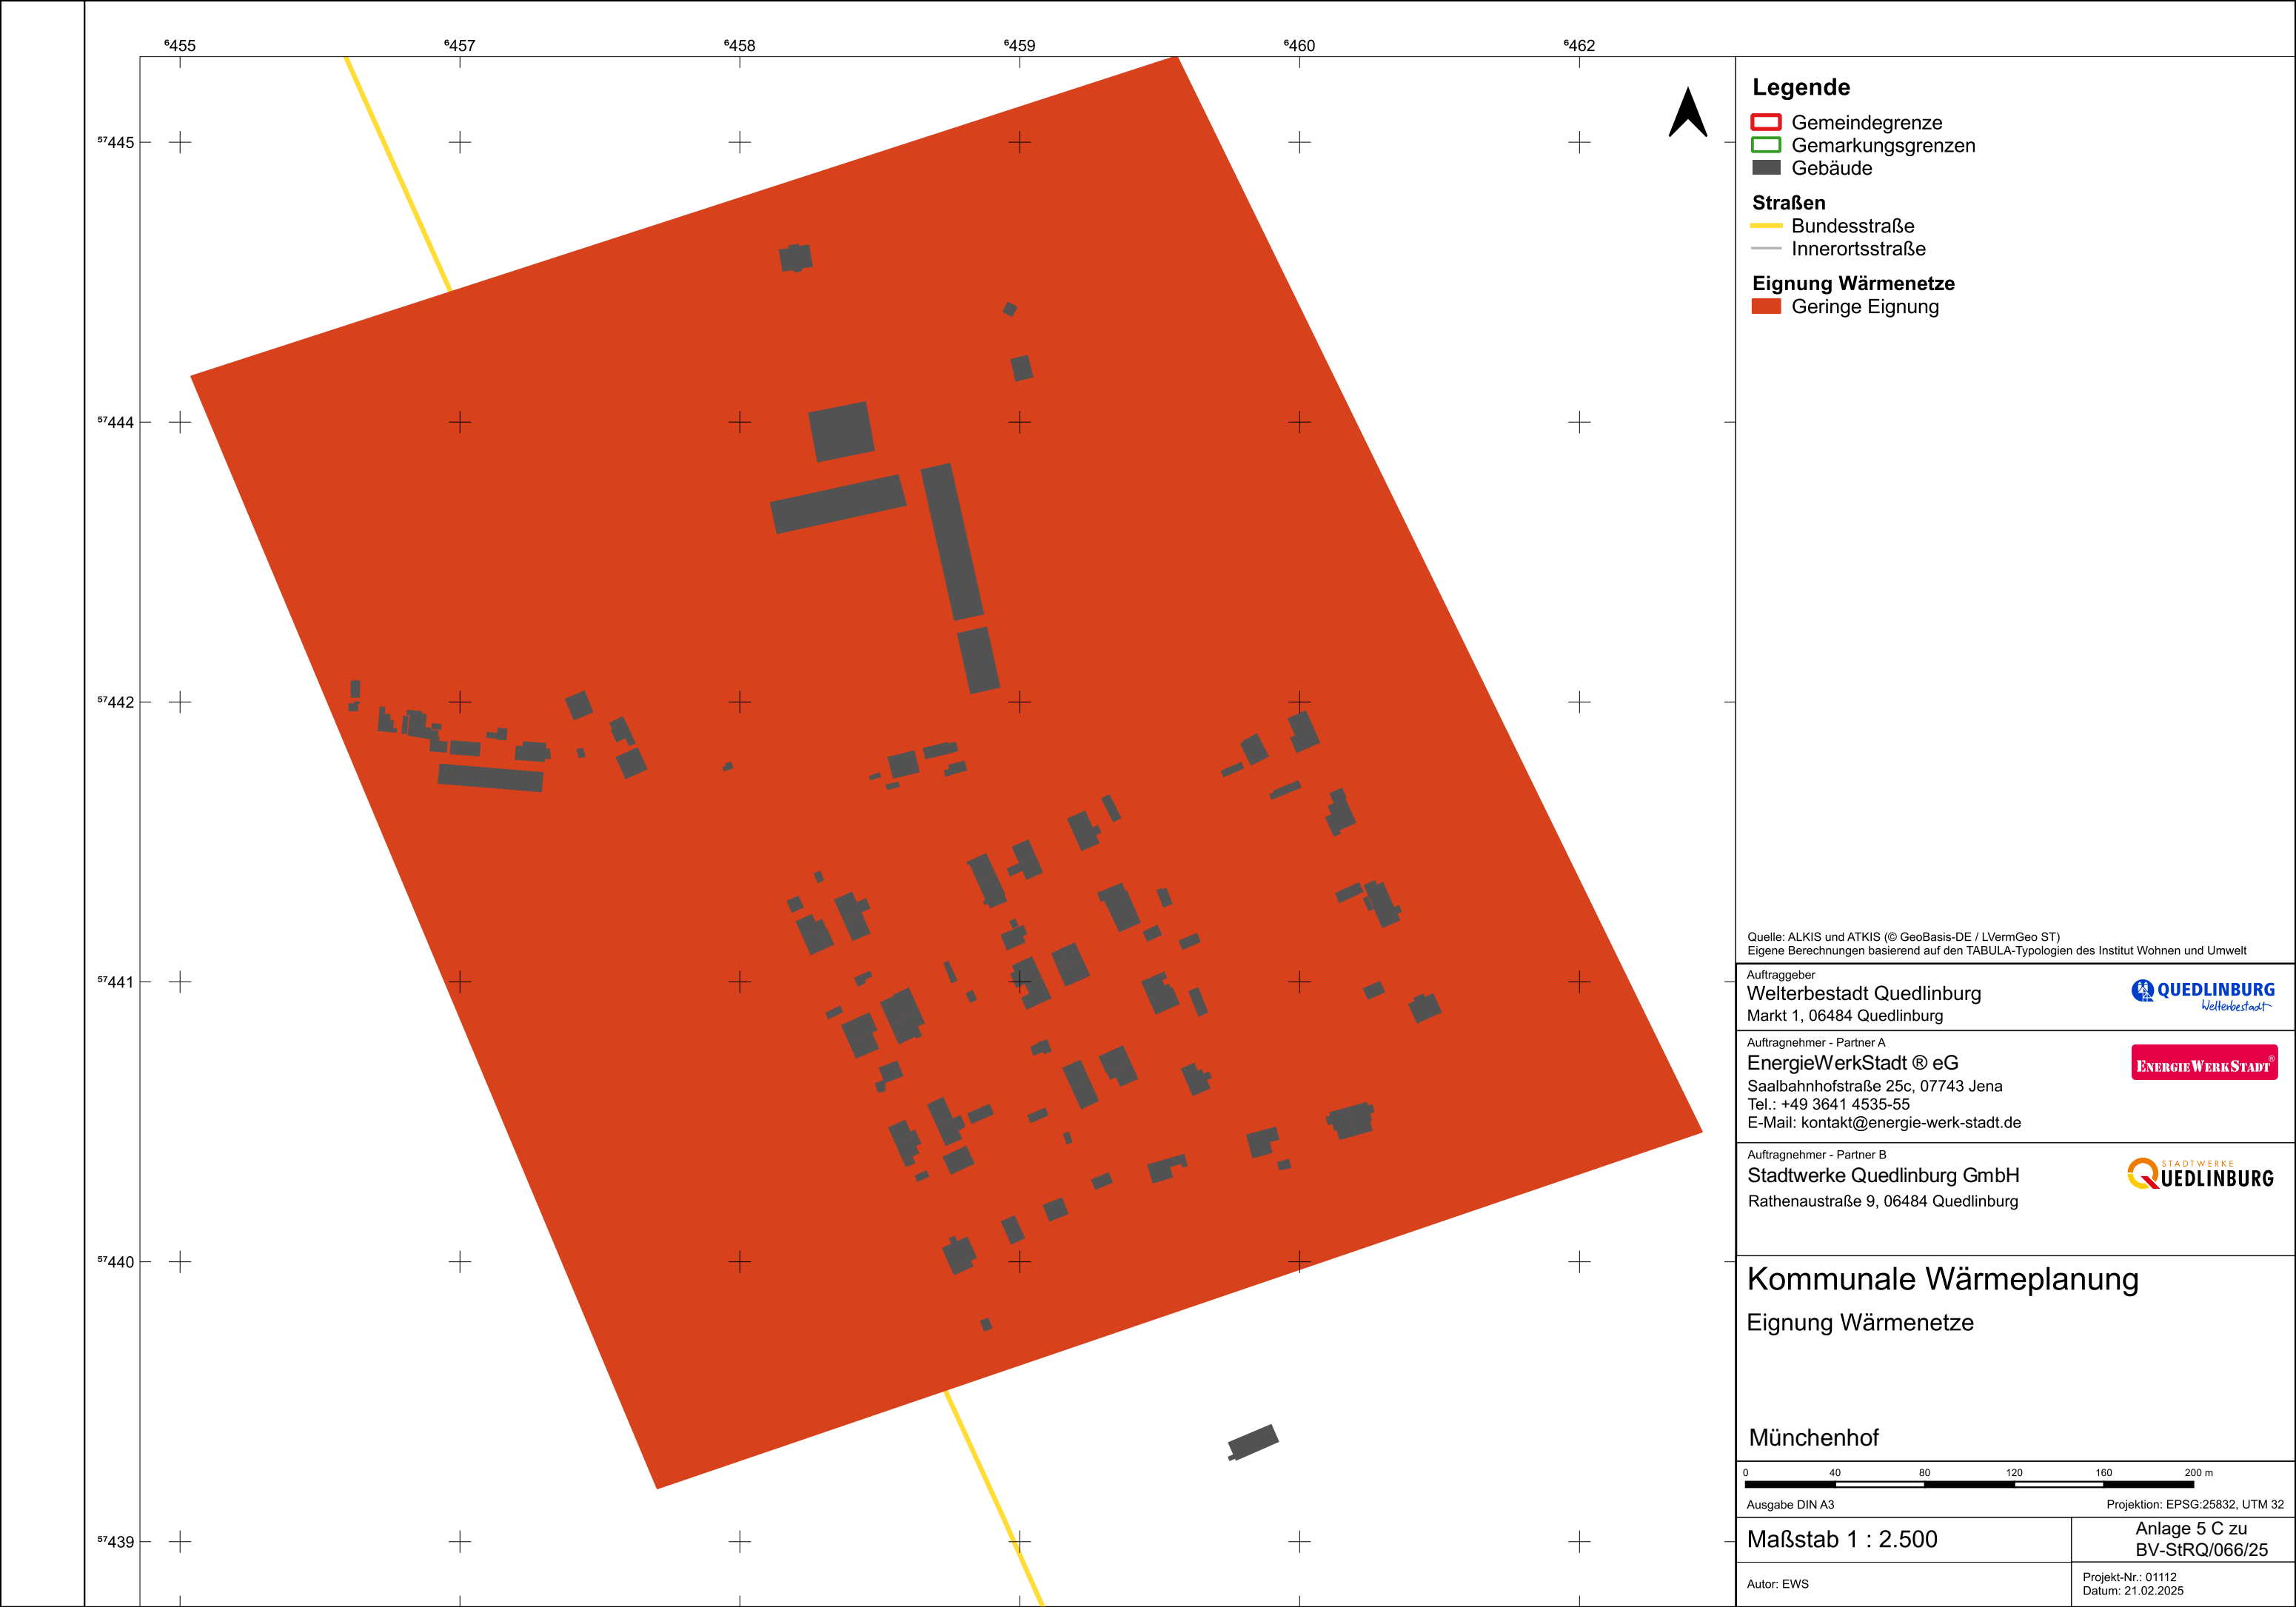 ⁶455
⁶457
⁶458
⁶459
⁶460
⁶462
⁵⁷445
⁵⁷444
⁵⁷442
⁵⁷441
⁵⁷440
⁵⁷439
Legende
Gemeindegrenze
Gemarkungsgrenzen
Gebäude
Straßen
Bundesstraße
Innerortsstraße
Eignung Wärmenetze
Geringe Eignung
Quelle: ALKIS und ATKIS (© GeoBasis-DE / LVermGeo ST)
Eigene Berechnungen basierend auf den TABULA-Typologien des Institut Wohnen und Umwelt
Auftraggeber
Welterbestadt Quedlinburg
Markt 1, 06484 Quedlinburg
QUEDLINBURG
Welterbestadt
Auftragnehmer - Partner A
EnergieWerkStadt ® eG
Saalbahnhofstraße 25c, 07743 Jena
Tel.: +49 3641 4535-55
E-Mail: kontakt@energie-werk-stadt.de
ENERGIEWERKSTADT®
Auftragnehmer - Partner B
Stadtwerke Quedlinburg GmbH
Rathenaustraße 9, 06484 Quedlinburg
STADTWERKE
QUEDLINBURG
Kommunale Wärmeplanung
Eignung Wärmenetze
Münchenhof
0 40 80 120 160 200 m
Ausgabe DIN A3
Projektion: EPSG:25832, UTM 32
Maßstab 1 : 2.500
Anlage 5 C zu
BV-StRQ/066/25
Autor: EWS
Projekt-Nr.: 01112
Datum: 21.02.2025